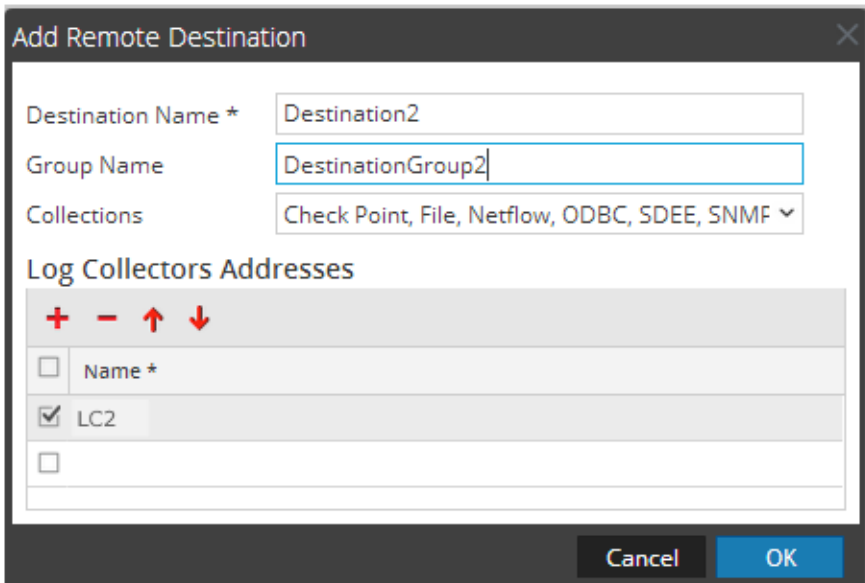 Add Remote Destination
Destination Name * Destination2
Group Name DestinationGroup2
Collections Check Point, File, Netflow, ODBC, SDEE, SNMP
Log Collectors Addresses
Name *
LC2
Cancel OK